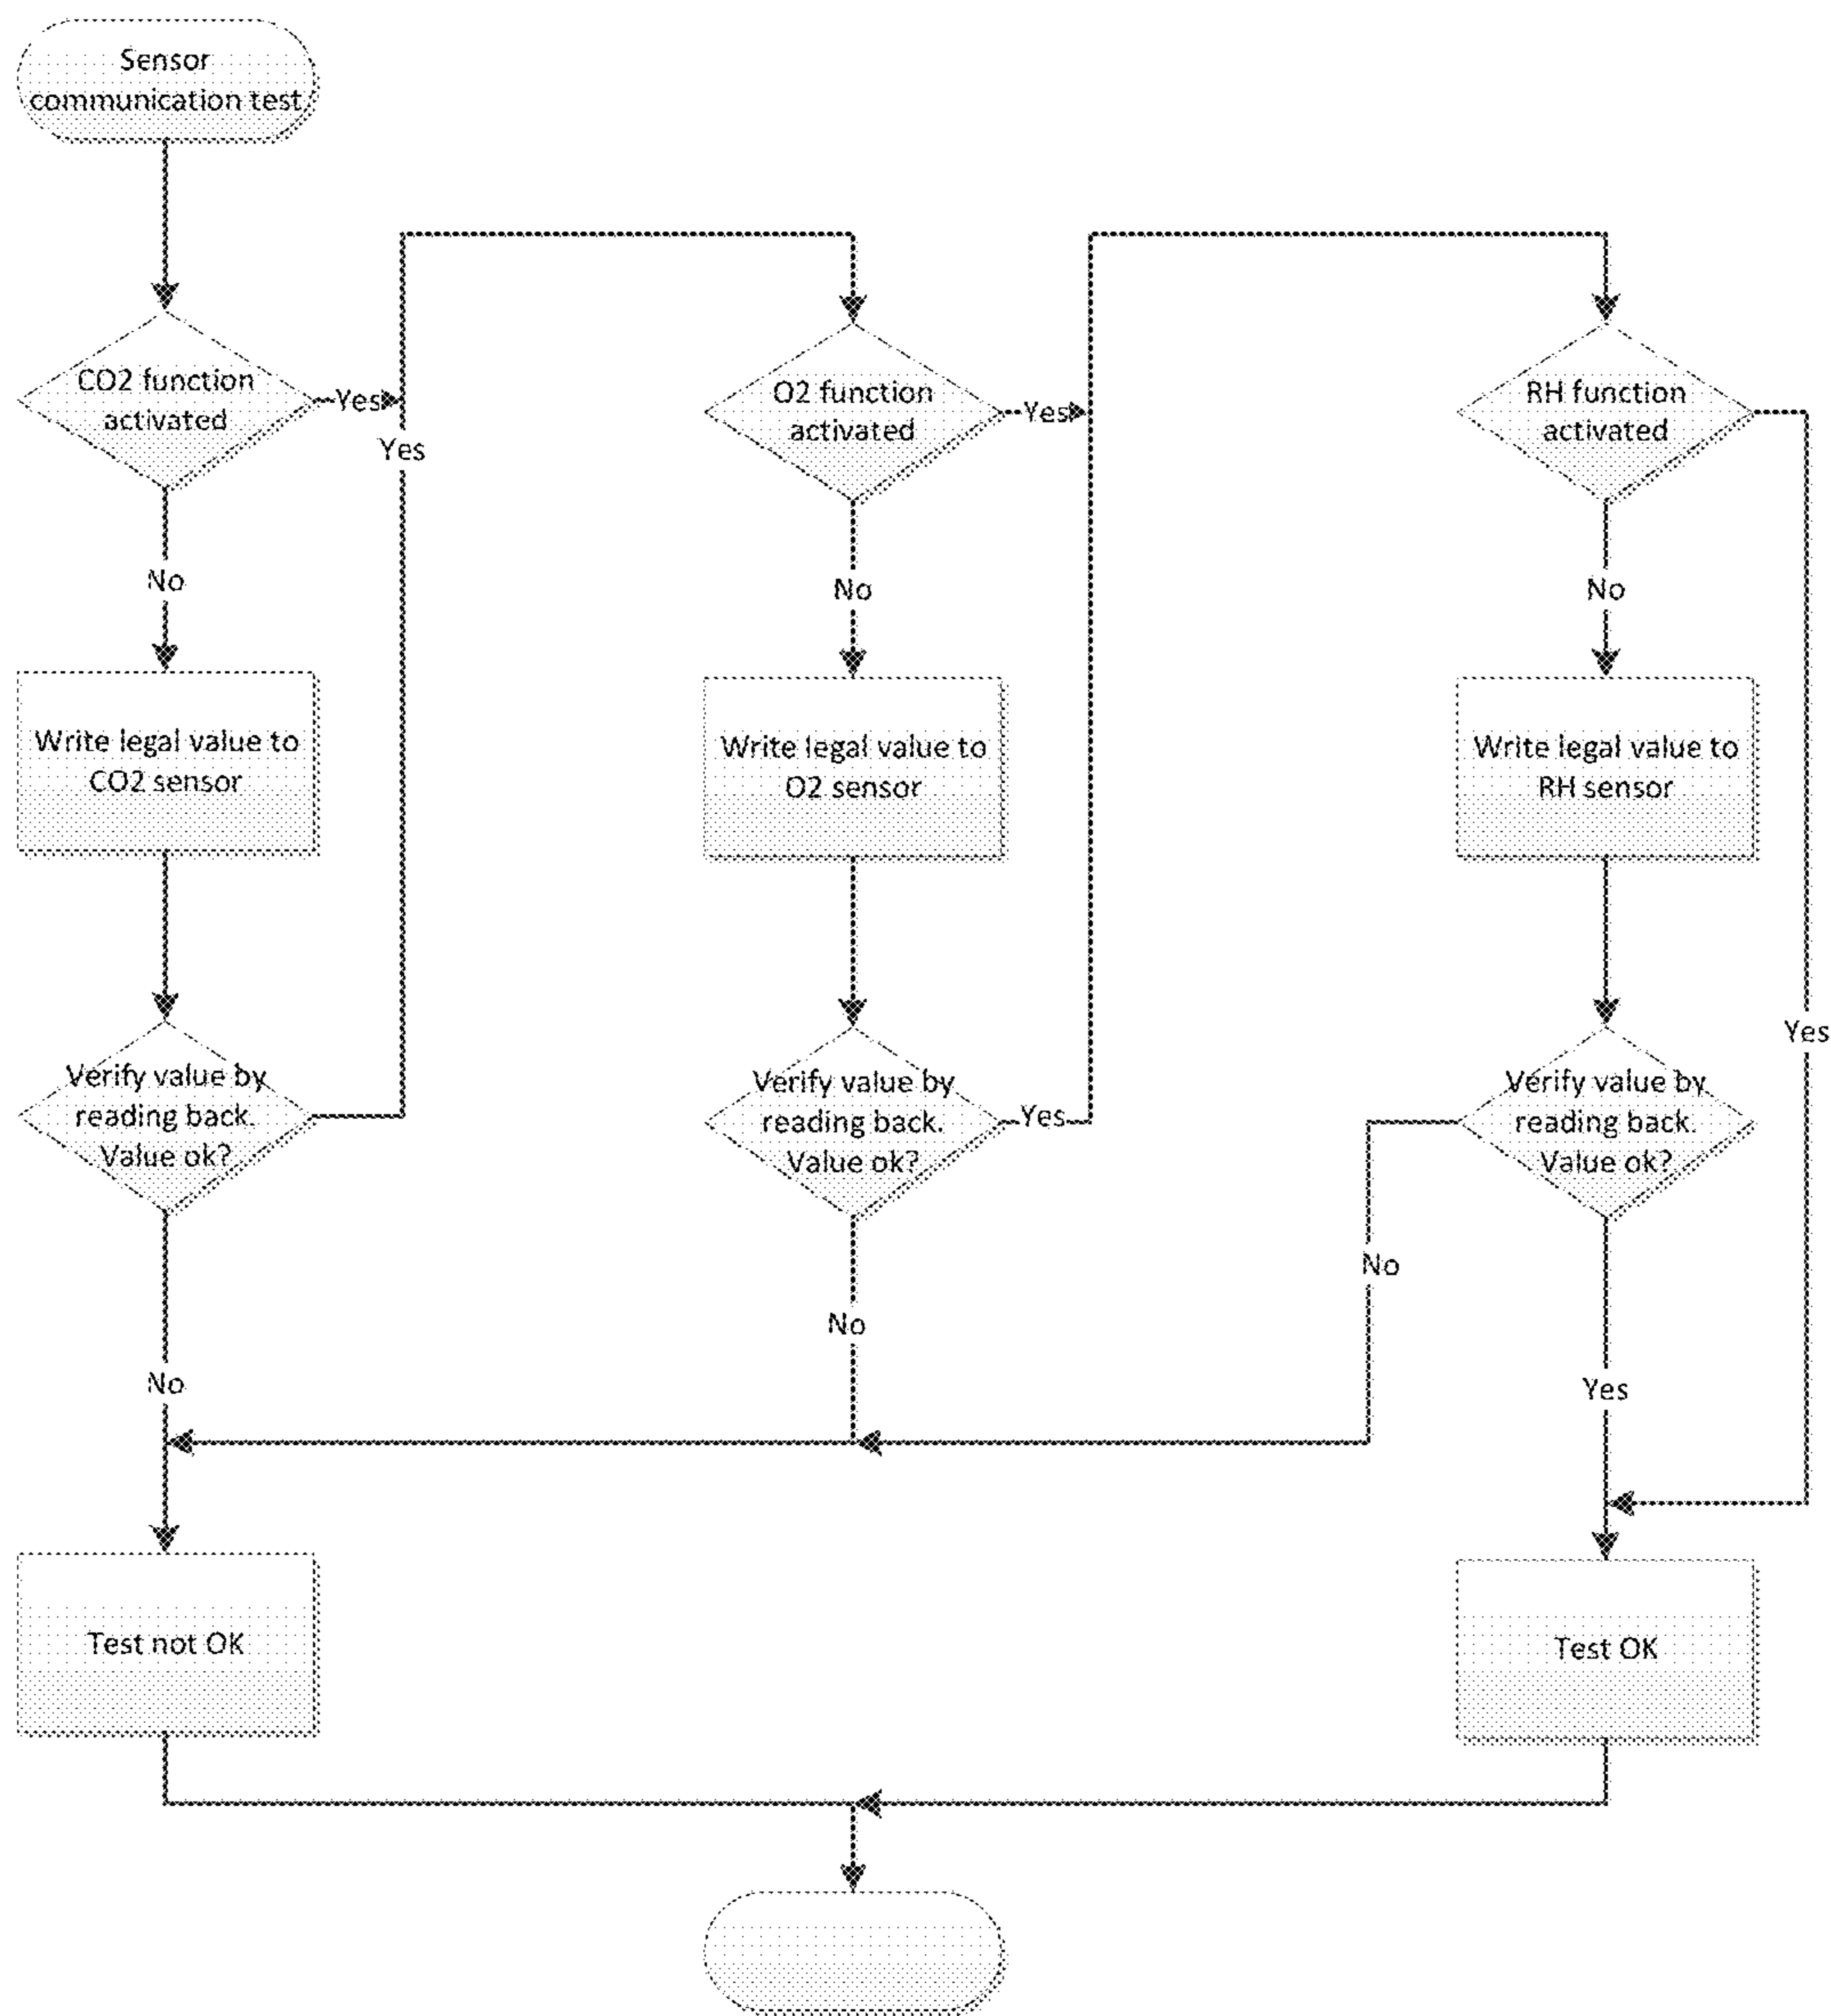 Sensor
communication test
CO2 function
activated
Yes
Yes
No
Write legal value to
CO2 sensor
Verify value by
reading back.
Value ok?
No
Test not OK
O2 function
activated
Yes
No
Write legal value to
O2 sensor
Verify value by
reading back.
Value ok?
Yes
No
RH function
activated
No
Yes
Write legal value to
RH sensor
Verify value by
reading back.
Value ok?
No
Yes
Test OK